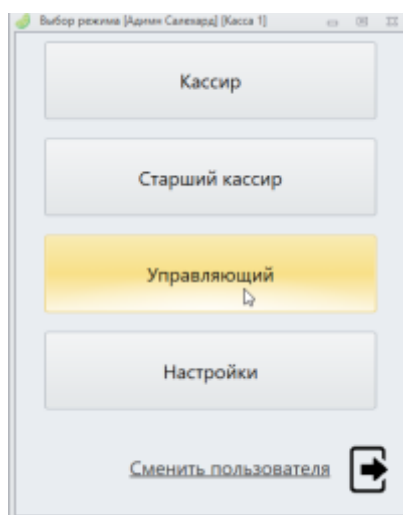 Выбор режима [Админ Салехард] [Касса 1]
Кассир
Старший кассир
Управляющий
Настройки
Сменить пользователя